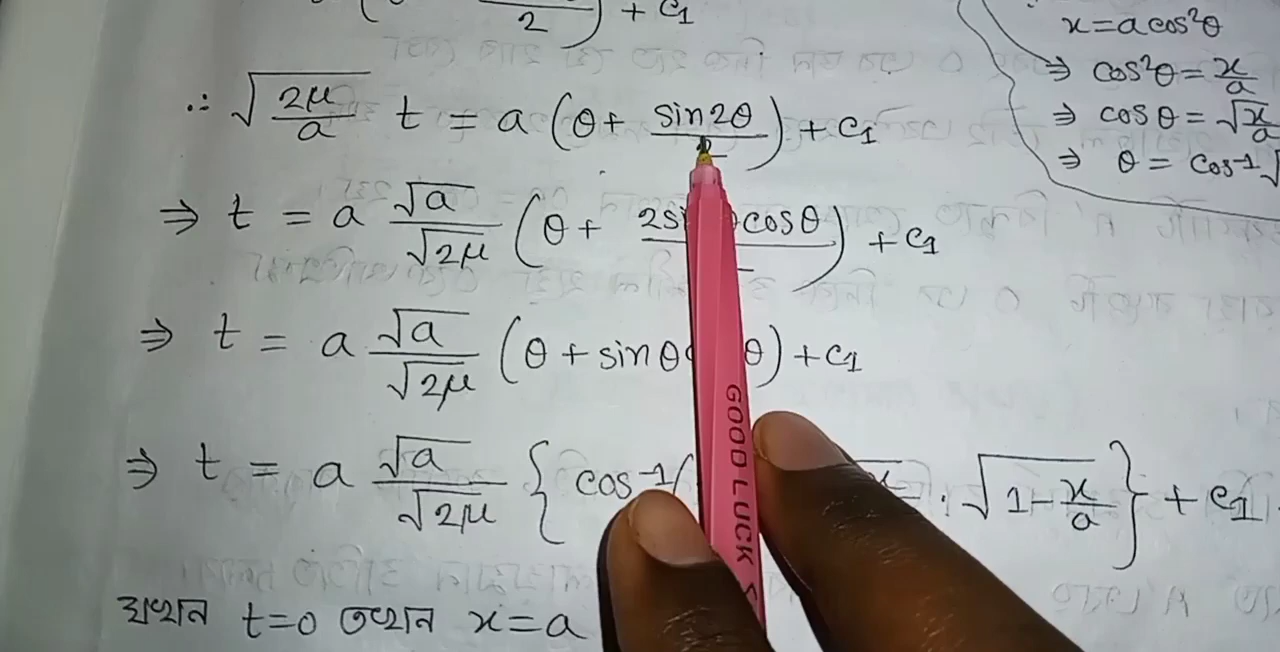 2 ) + c₁
∴ √(2μ/a) t = a (θ + sin2θ/2) + c₁
⇒ t = a √a/√2μ (θ + 2si cosθ/) + c₁
⇒ t = a √a/√2μ (θ + sinθ θ) + c₁
⇒ t = a √a/√2μ { cos⁻¹( . √(1 - x/a) } + c₁.
যখন t=0 তখন x=a
x = a cos²θ
⇒ cos²θ = x/a
⇒ cosθ = √(x/a)
⇒ θ = cos⁻¹√
GOOD LUCK